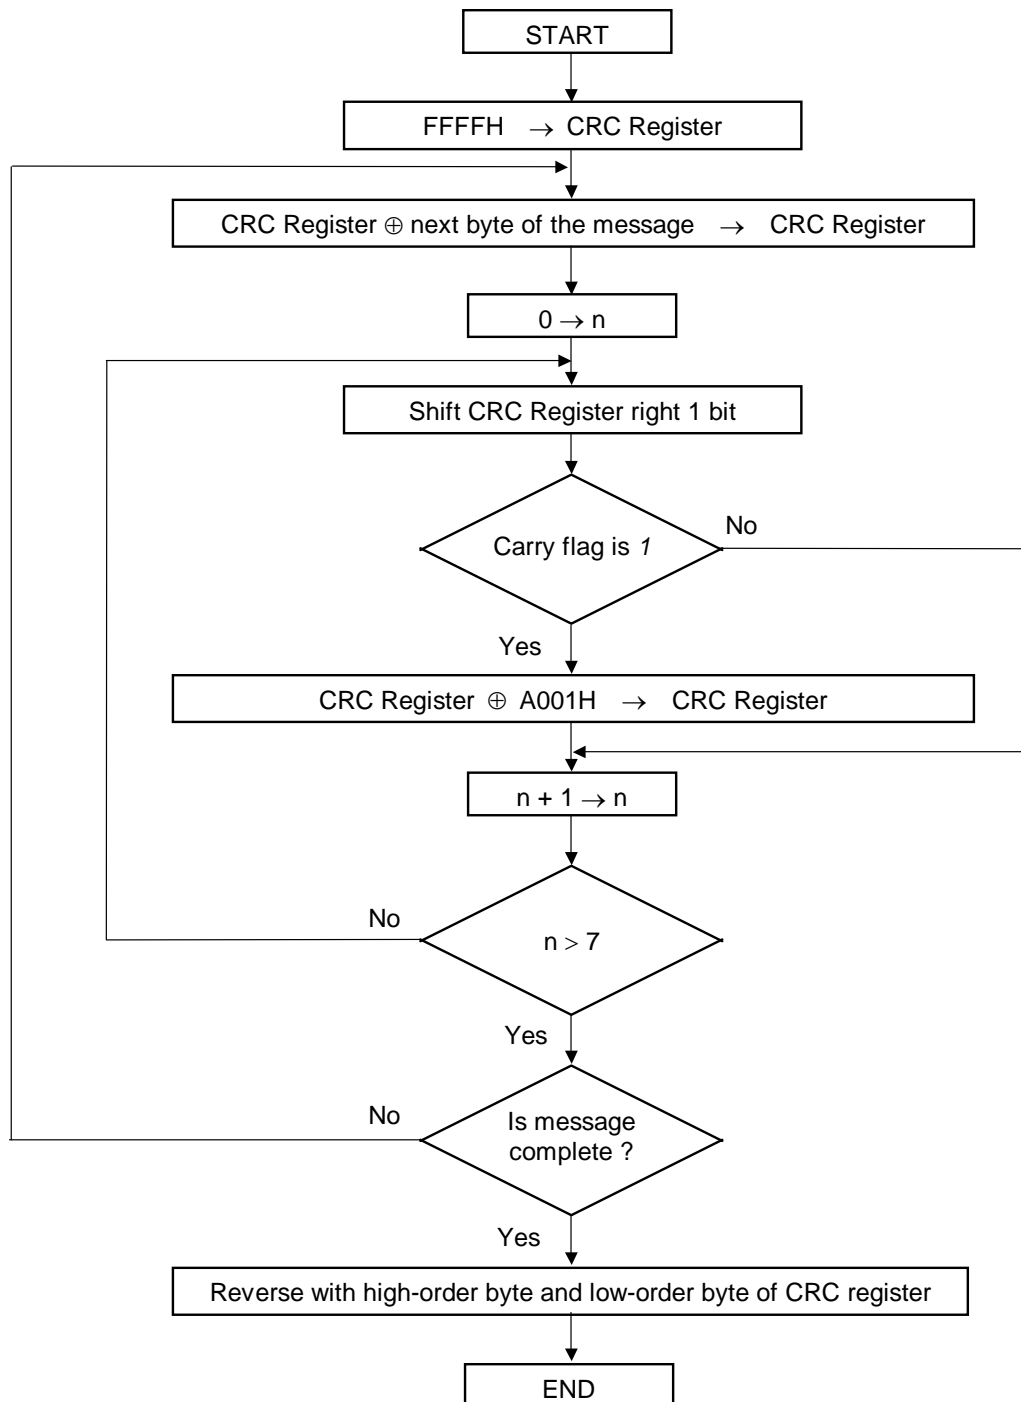 START
FFFFH → CRC Register
CRC Register ⊕ next byte of the message → CRC Register
0 → n
Shift CRC Register right 1 bit
Carry flag is 1
No
Yes
CRC Register ⊕ A001H → CRC Register
n + 1 → n
No
n > 7
Yes
No
Is message
complete ?
Yes
Reverse with high-order byte and low-order byte of CRC register
END